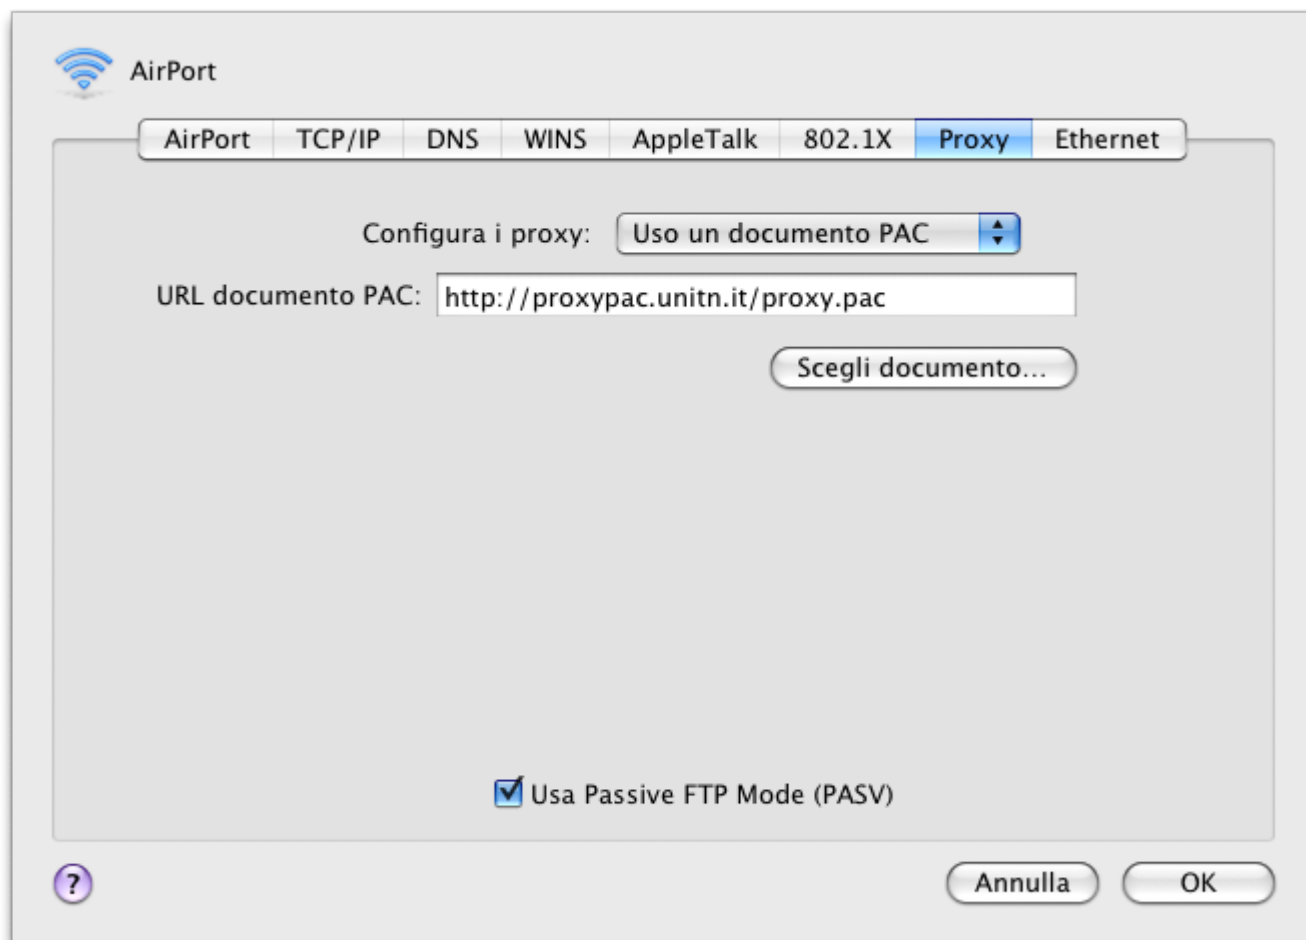 AirPort
AirPort TCP/IP DNS WINS AppleTalk 802.1X Proxy Ethernet
Configura i proxy: Uso un documento PAC
URL documento PAC: http://proxypac.unitn.it/proxy.pac
Scegli documento...
Usa Passive FTP Mode (PASV)
? Annulla OK